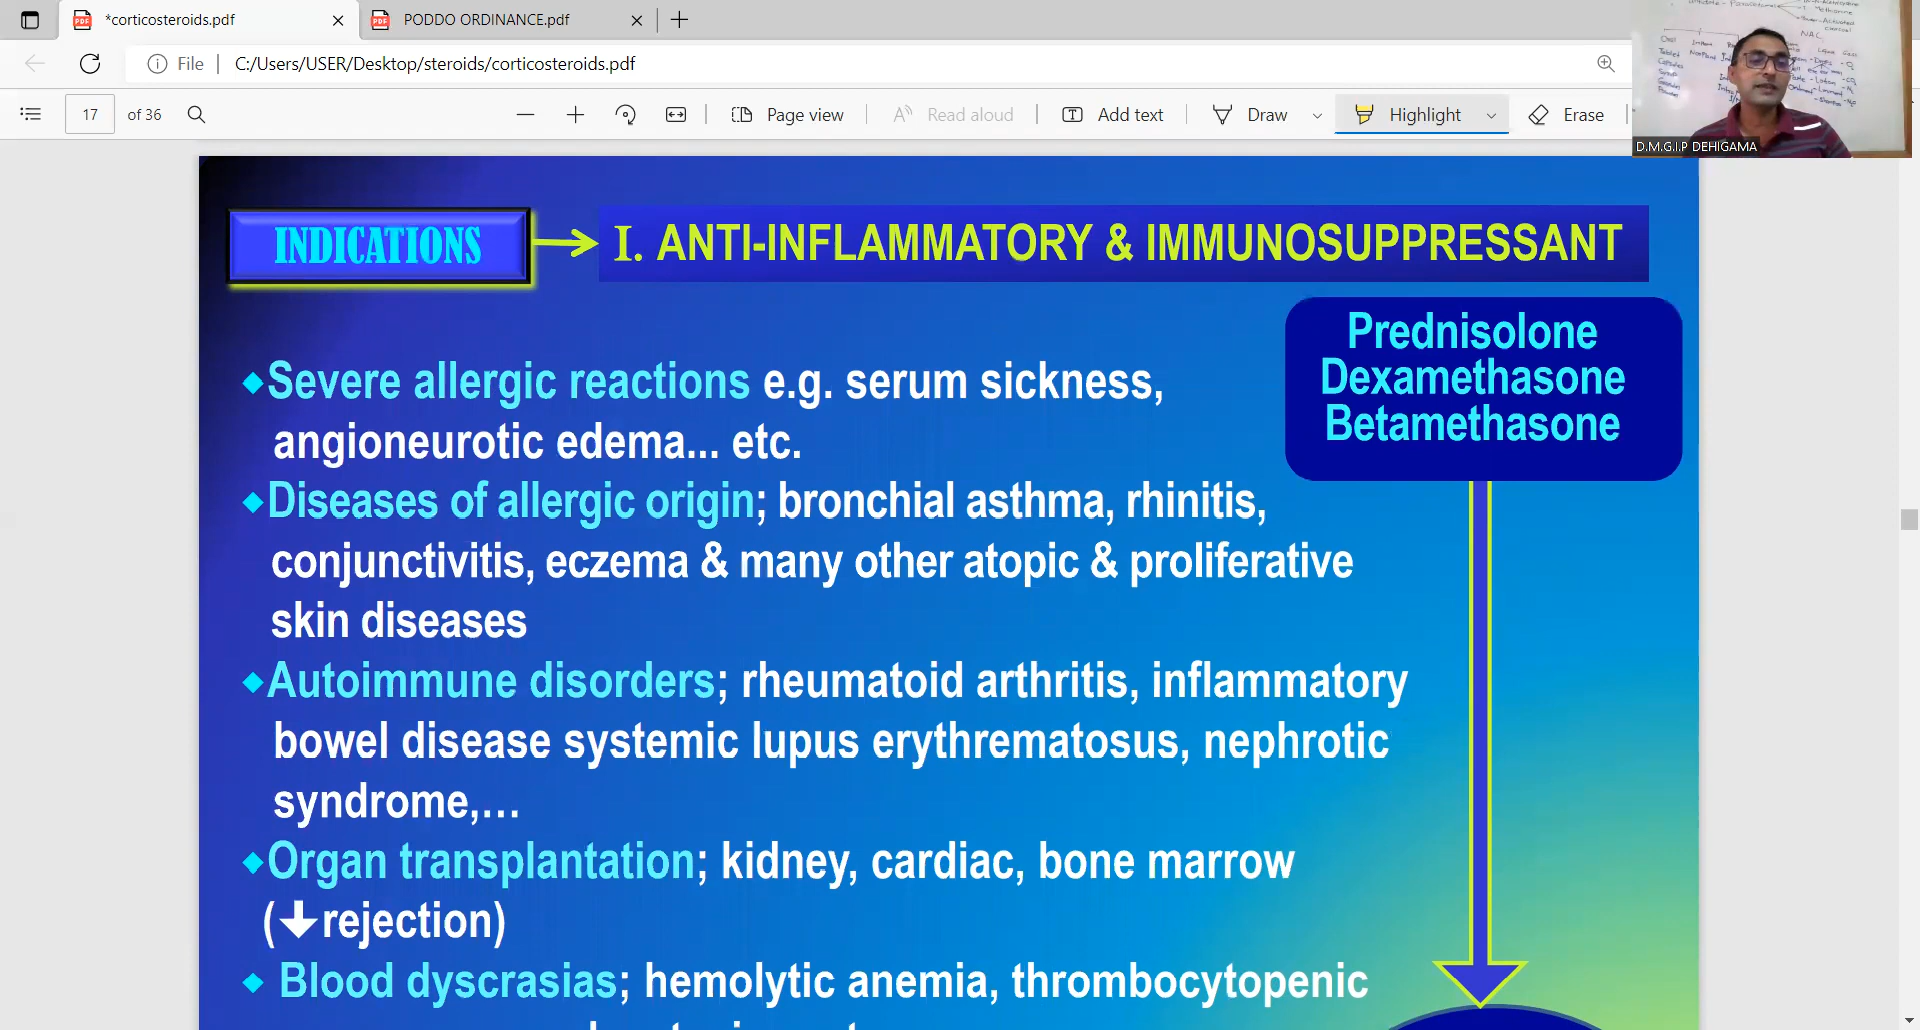 *corticosteroids.pdf
PODDO ORDINANCE.pdf
File C:/Users/USER/Desktop/steroids/corticosteroids.pdf
17 of 36 Page view Read aloud Add text Draw Highlight Erase
NAC
D.M.G.I.P DEHIGAMA
INDICATIONS I. ANTI-INFLAMMATORY & IMMUNOSUPPRESSANT
Prednisolone
Dexamethasone
Betamethasone
Severe allergic reactions e.g. serum sickness,
angioneurotic edema... etc.
Diseases of allergic origin; bronchial asthma, rhinitis,
conjunctivitis, eczema & many other atopic & proliferative
skin diseases
Autoimmune disorders; rheumatoid arthritis, inflammatory
bowel disease systemic lupus erythrematosus, nephrotic
syndrome,...
Organ transplantation; kidney, cardiac, bone marrow
(🡇rejection)
Blood dyscrasias; hemolytic anemia, thrombocytopenic